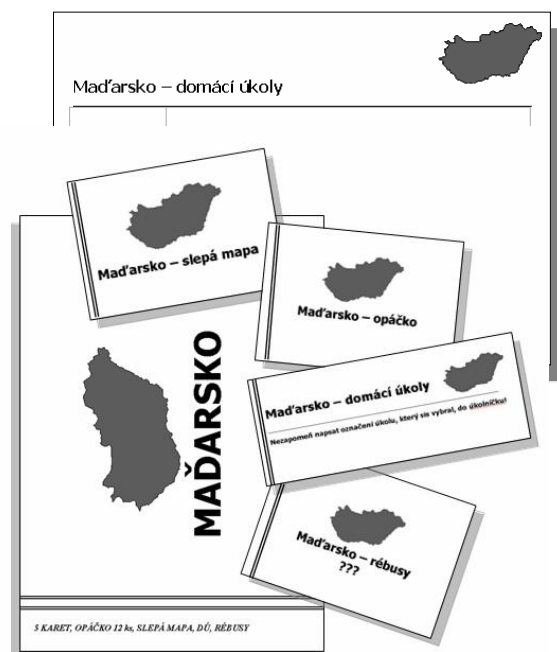 Maďarsko – domácí úkoly
Maďarsko – slepá mapa
Maďarsko – opáčko
MAĎARSKO
Maďarsko – domácí úkoly
Nezapomeň napsat označení úkolu, který sis vybral, do úkolníčku!
Maďarsko – rébusy
???
5 KARET, OPÁČKO 12 ks, SLEPÁ MAPA, DÚ, RÉBUSY